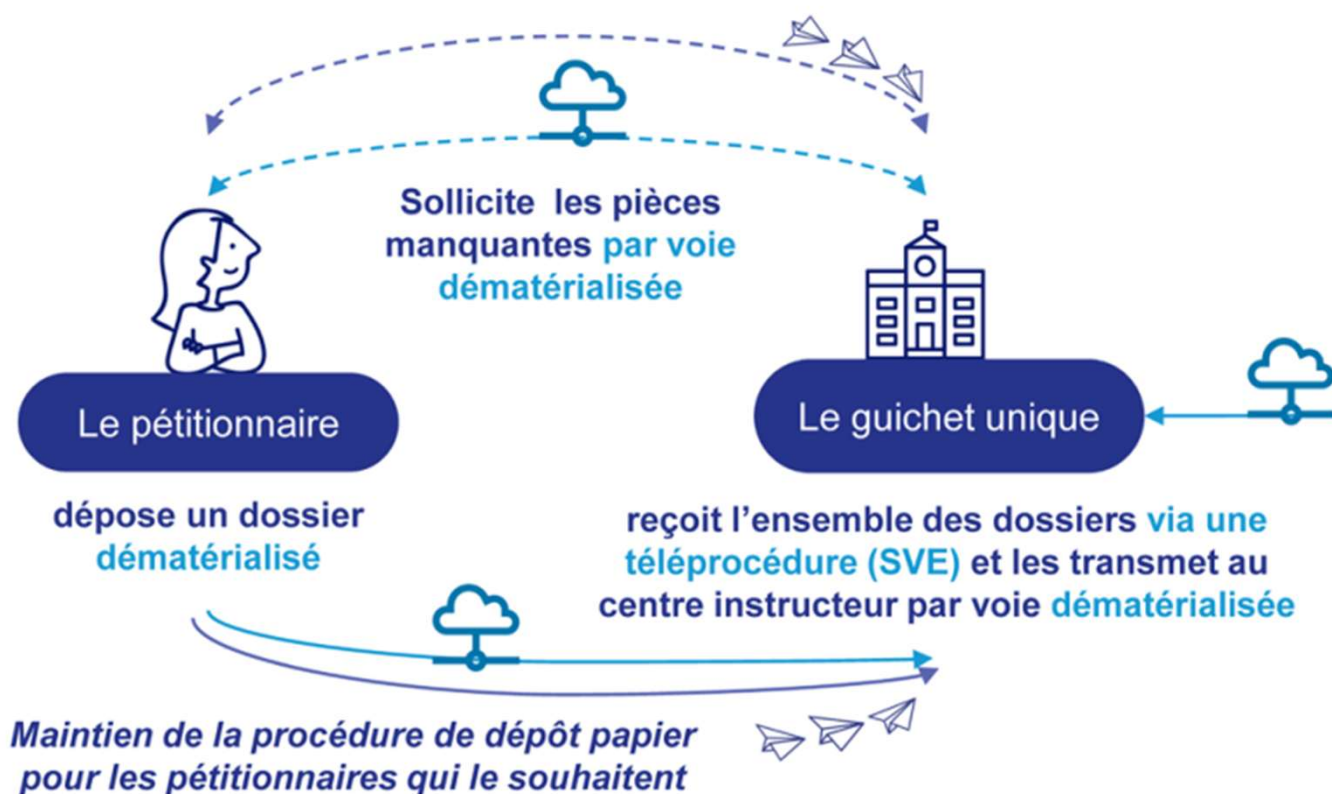 Sollicite les pièces
manquantes par voie
dématérialisée
Le pétitionnaire
Le guichet unique
dépose un dossier
dématérialisé
reçoit l’ensemble des dossiers via une
téléprocédure (SVE) et les transmet au
centre instructeur par voie dématérialisée
Maintien de la procédure de dépôt papier
pour les pétitionnaires qui le souhaitent